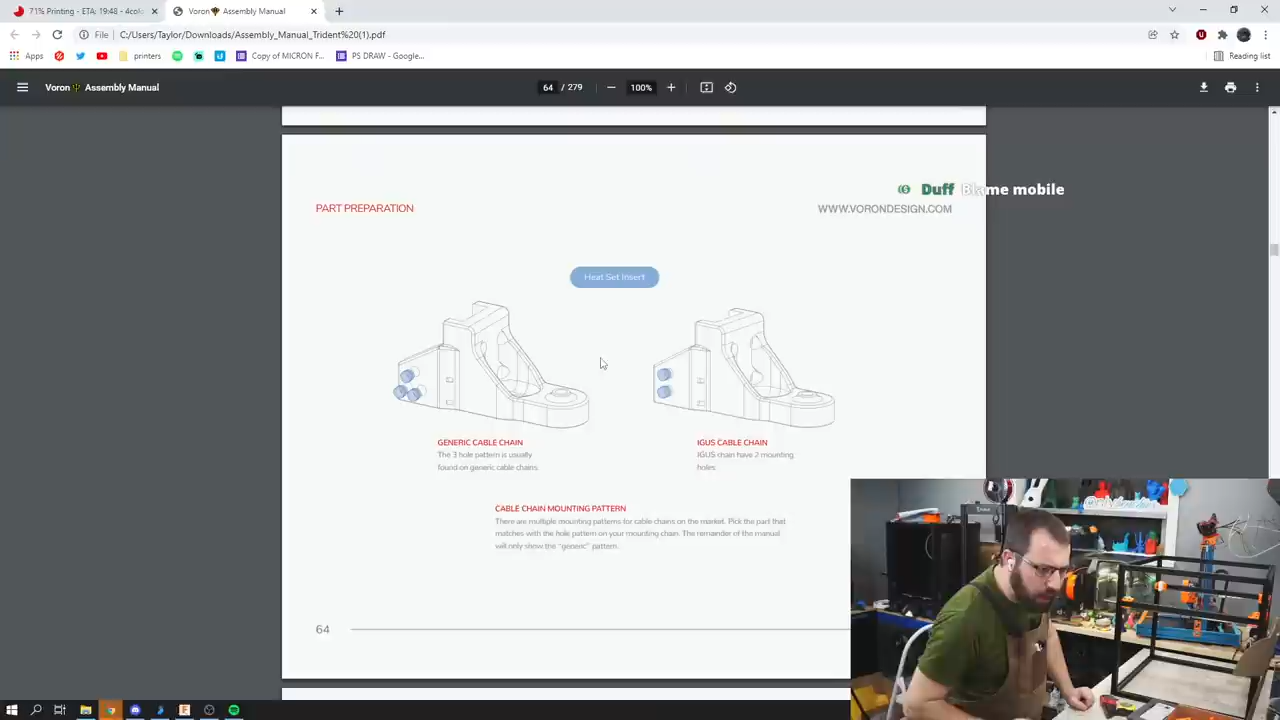 71% Printing - ETA: 19:48 - 4colo
Voron Assembly Manual
File
C:/Users/Taylor/Downloads/Assembly_Manual_Trident%20(1).pdf
Apps
printers
Copy of MICRON F...
PS DRAW - Google...
Reading list
Voron Assembly Manual
64 / 279
100%
Duff Blame mobile
PART PREPARATION
WWW.VORONDESIGN.COM
Heat Set Insert
GENERIC CABLE CHAIN
The 3 hole pattern is usually
found on generic cable chains.
IGUS CABLE CHAIN
IGUS chain have 2 mounting
holes
CABLE CHAIN MOUNTING PATTERN
There are multiple mounting patterns for cable chains on the market. Pick the part that
matches with the hole pattern on your mounting chain. The remainder of the manual
will only show the "generic" pattern.
64